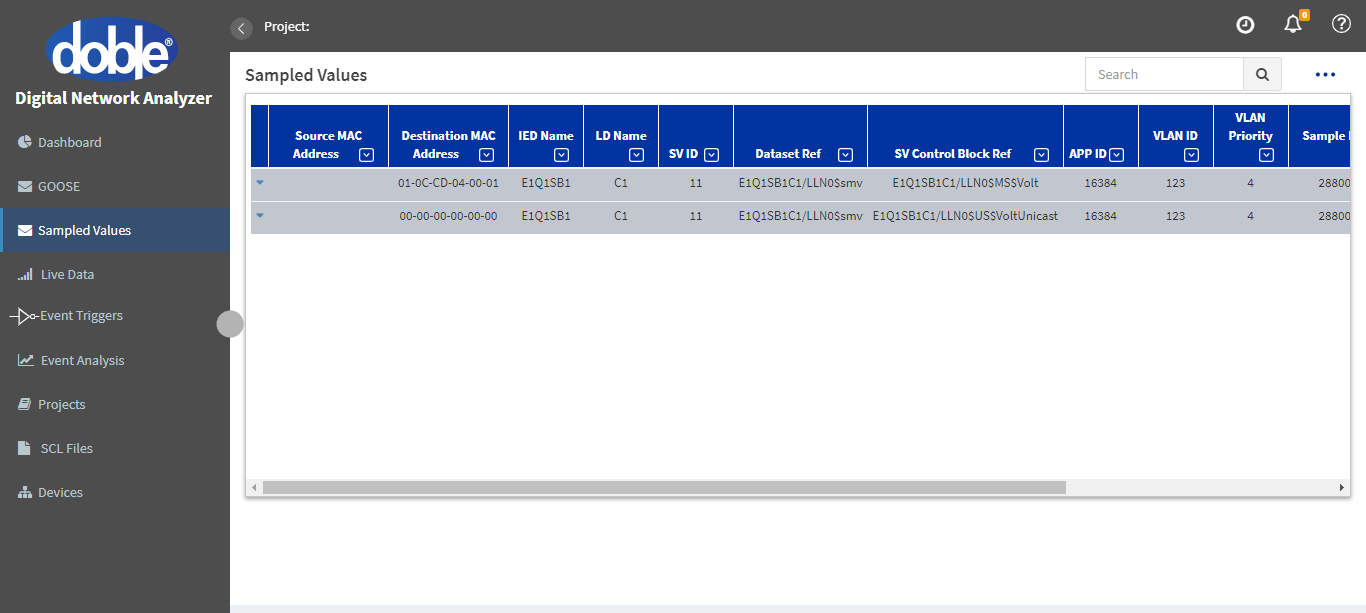 doble®
Digital Network Analyzer
Dashboard
GOOSE
Sampled Values
Live Data
Event Triggers
Event Analysis
Projects
SCL Files
Devices
Project:
0
?
Sampled Values
Search
Source MAC Address
Destination MAC Address
IED Name
LD Name
SV ID
Dataset Ref
SV Control Block Ref
APP ID
VLAN ID
VLAN Priority
Sample
01-0C-CD-04-00-01 E1Q1SB1 C1 11 E1Q1SB1C1/LLN0$smv E1Q1SB1C1/LLN0$MS$Volt 16384 123 4 28800
00-00-00-00-00-00 E1Q1SB1 C1 11 E1Q1SB1C1/LLN0$smv E1Q1SB1C1/LLN0$US$VoltUnicast 16384 123 4 28800